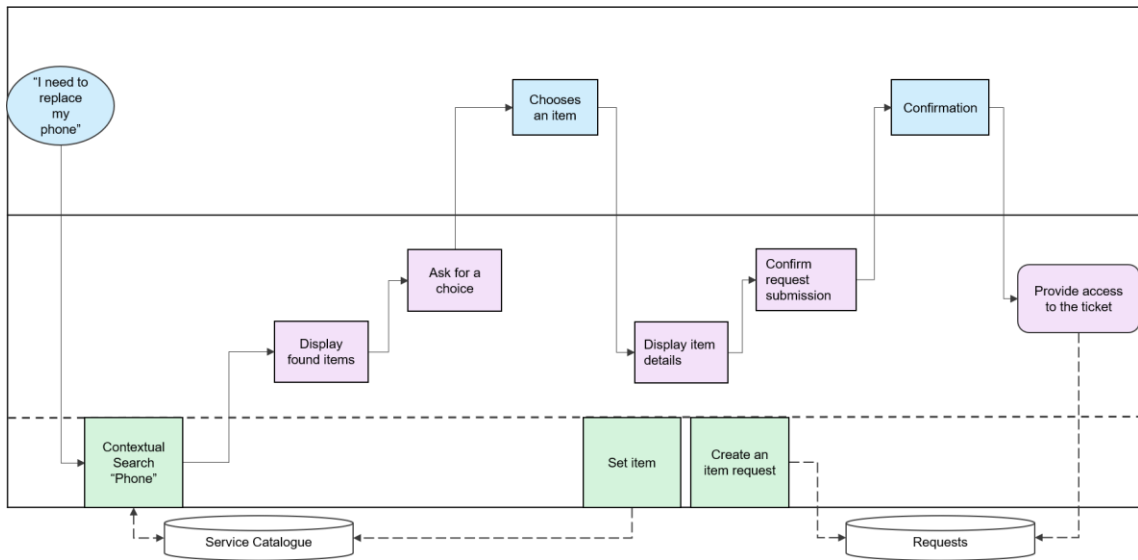 “I need to
replace
my
phone”
Chooses
an item
Confirmation
Ask for a
choice
Confirm
request
submission
Provide access
to the ticket
Display
found items
Display item
details
Contextual
Search
“Phone”
Set item
Create an
item request
Service Catalogue
Requests